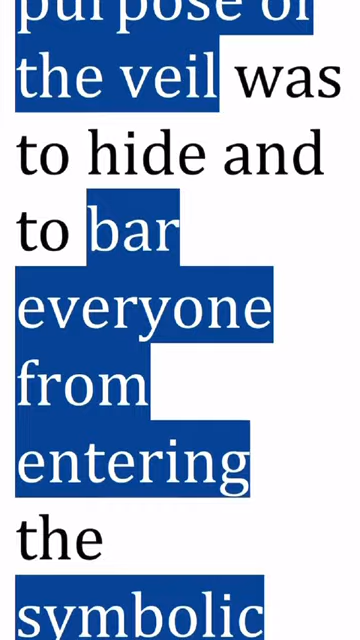 purpose of
the veil was
to hide and
to bar
everyone
from
entering
the
symbolic